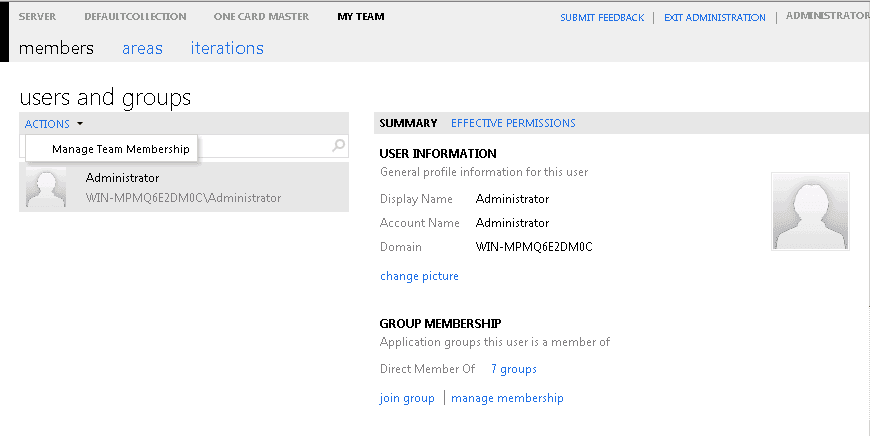 SERVER DEFAULTCOLLECTION ONE CARD MASTER MY TEAM SUBMIT FEEDBACK | EXIT ADMINISTRATION | ADMINISTRATOR
members areas iterations
users and groups
ACTIONS
Manage Team Membership
Administrator
WIN-MPMQ6E2DM0C\Administrator
SUMMARY EFFECTIVE PERMISSIONS
USER INFORMATION
General profile information for this user
Display Name Administrator
Account Name Administrator
Domain WIN-MPMQ6E2DM0C
change picture
GROUP MEMBERSHIP
Application groups this user is a member of
Direct Member Of 7 groups
join group | manage membership